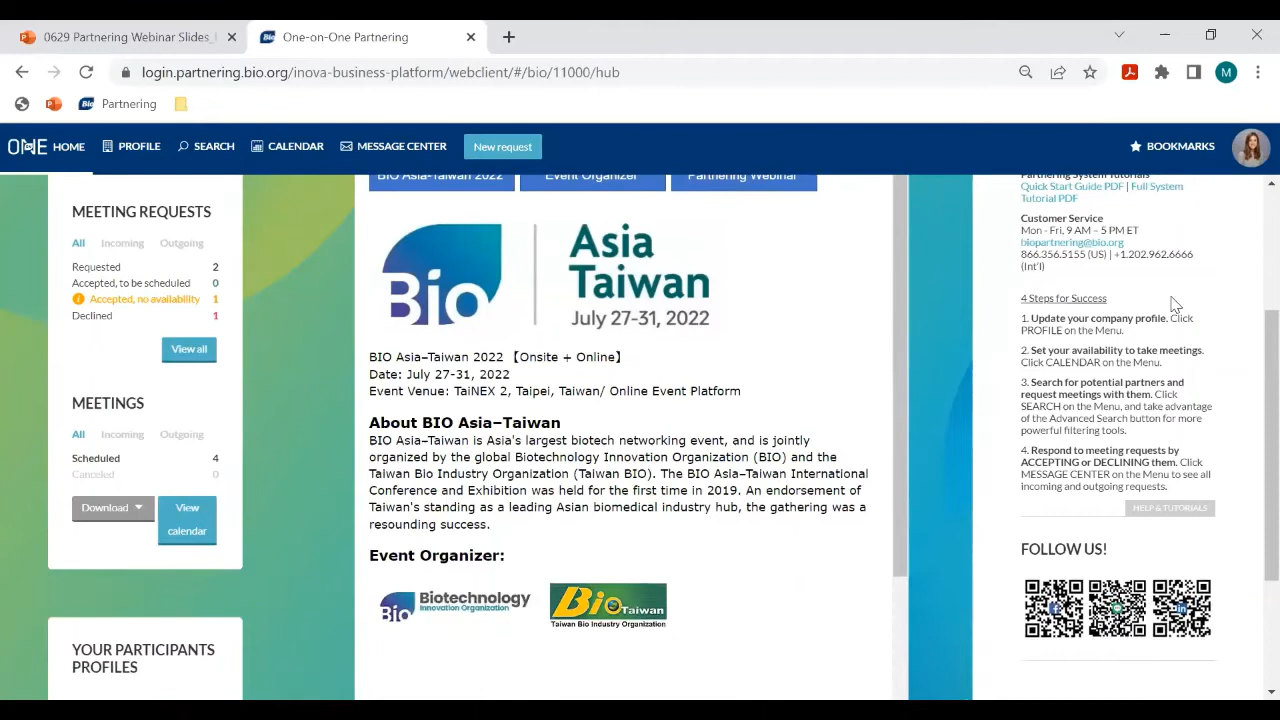 0629 Partnering Webinar Slides_
One-on-One Partnering
login.partnering.bio.org/inova-business-platform/webclient/#/bio/11000/hub
M
Partnering
ONE HOME
PROFILE
SEARCH
CALENDAR
MESSAGE CENTER
New request
BOOKMARKS
MEETING REQUESTS
All Incoming Outgoing
Requested 2
Accepted, to be scheduled 0
Accepted, no availability 1
Declined 1
View all
MEETINGS
All Incoming Outgoing
Scheduled 4
Canceled 0
Download
View
calendar
YOUR PARTICIPANTS
PROFILES
BIO Asia-Taiwan 2022
Event Organizer
Partnering Webinar
Bio
Asia
Taiwan
July 27-31, 2022
BIO Asia–Taiwan 2022 【Onsite + Online】
Date: July 27-31, 2022
Event Venue: TaiNEX 2, Taipei, Taiwan/ Online Event Platform
About BIO Asia–Taiwan
BIO Asia–Taiwan is Asia's largest biotech networking event, and is jointly
organized by the global Biotechnology Innovation Organization (BIO) and the
Taiwan Bio Industry Organization (Taiwan BIO). The BIO Asia–Taiwan International
Conference and Exhibition was held for the first time in 2019. An endorsement of
Taiwan's standing as a leading Asian biomedical industry hub, the gathering was a
resounding success.
Event Organizer:
Bio
Biotechnology
Innovation Organization
Bio Taiwan
Taiwan Bio Industry Organization
Partnering System Tutorials
Quick Start Guide PDF | Full System
Tutorial PDF
Customer Service
Mon - Fri, 9 AM – 5 PM ET
biopartnering@bio.org
866.356.5155 (US) | +1.202.962.6666
(Int'l)
4 Steps for Success
1. Update your company profile. Click
PROFILE on the Menu.
2. Set your availability to take meetings.
Click CALENDAR on the Menu.
3. Search for potential partners and
request meetings with them. Click
SEARCH on the Menu, and take advantage
of the Advanced Search button for more
powerful filtering tools.
4. Respond to meeting requests by
ACCEPTING or DECLINING them. Click
MESSAGE CENTER on the Menu to see all
incoming and outgoing requests.
HELP & TUTORIALS
FOLLOW US!